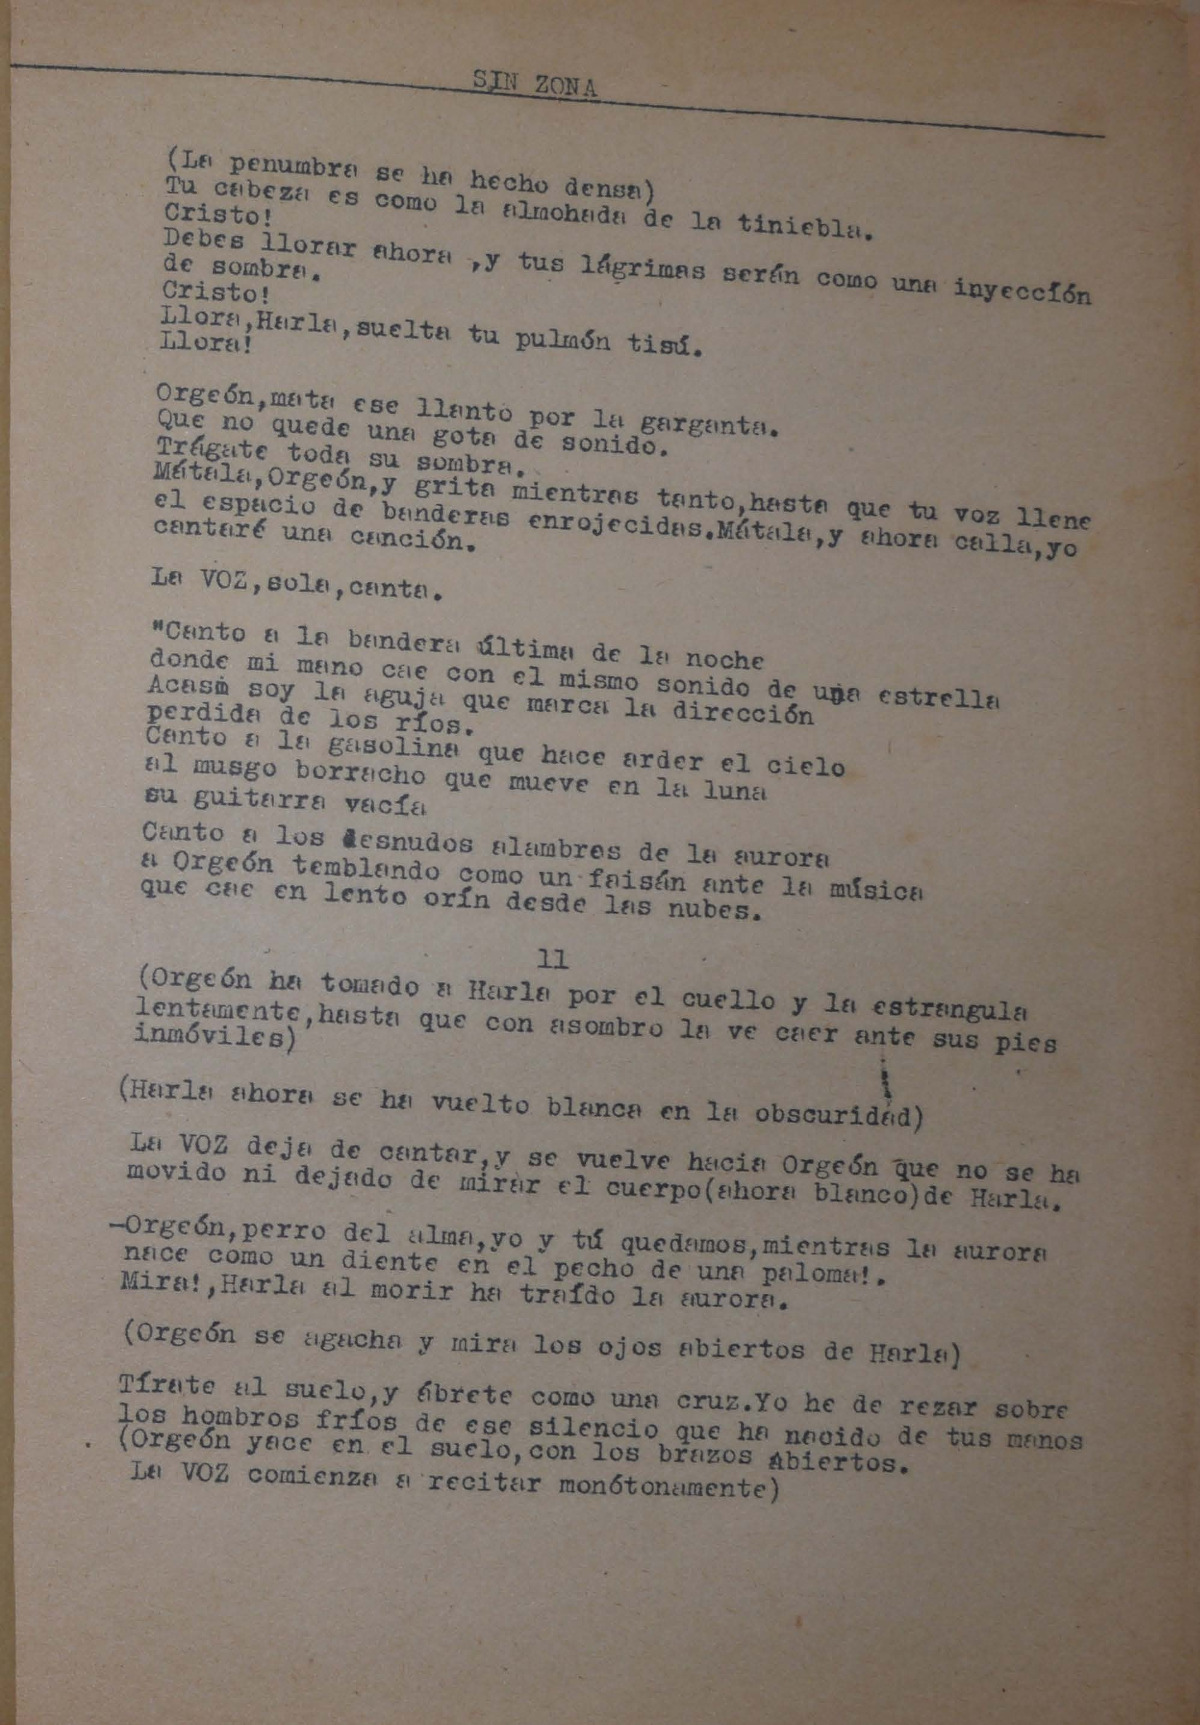 SIN ZONA
(La penumbra se ha hecho densa)
Tu cabeza es como la almohada de la tiniebla.
Cristo!
Debes llorar ahora ,y tus lágrimas serán como una inyección
de sombra.
Cristo!
Llora,Harla,suelta tu pulmón tisú.
Llora!
Orgeón,mata ese llanto por la garganta.
Que no quede una gota de sonido.
Trágate toda su sombra.
Mátala,Orgeón,y grita mientras tanto,hasta que tu voz llene
el espacio de banderas enrojecidas.Mátala,y ahora calla,yo
cantaré una canción.
La VOZ,sola,canta.
"Canto a la bandera última de la noche
donde mi mano cae con el mismo sonido de una estrella
Acaso soy la aguja que marca la dirección
perdida de los ríos.
Canto a la gasolina que hace arder el cielo
al musgo borracho que mueve en la luna
su guitarra vacía
Canto a los desnudos alambres de la aurora
a Orgeón temblando como un faisán ante la música
que cae en lento orín desde las nubes.
11
(Orgeón ha tomado a Harla por el cuello y la estrangula
lentamente,hasta que con asombro la ve caer ante sus pies
inmóviles)
(Harla ahora se ha vuelto blanca en la obscuridad)
La VOZ deja de cantar,y se vuelve hacia Orgeón que no se ha
movido ni dejado de mirar el cuerpo(ahora blanco)de Harla.
-Orgeón,perro del alma,yo y tú quedamos,mientras la aurora
nace como un diente en el pecho de una paloma!.
Mira!,Harla al morir ha traído la aurora.
(Orgeón se agacha y mira los ojos abiertos de Harla)
Tírate al suelo,y ábrete como una cruz.Yo he de rezar sobre
los hombros fríos de ese silencio que ha nacido de tus manos
(Orgeón yace en el suelo,con los brazos Abiertos.
La VOZ comienza a recitar monótonamente)